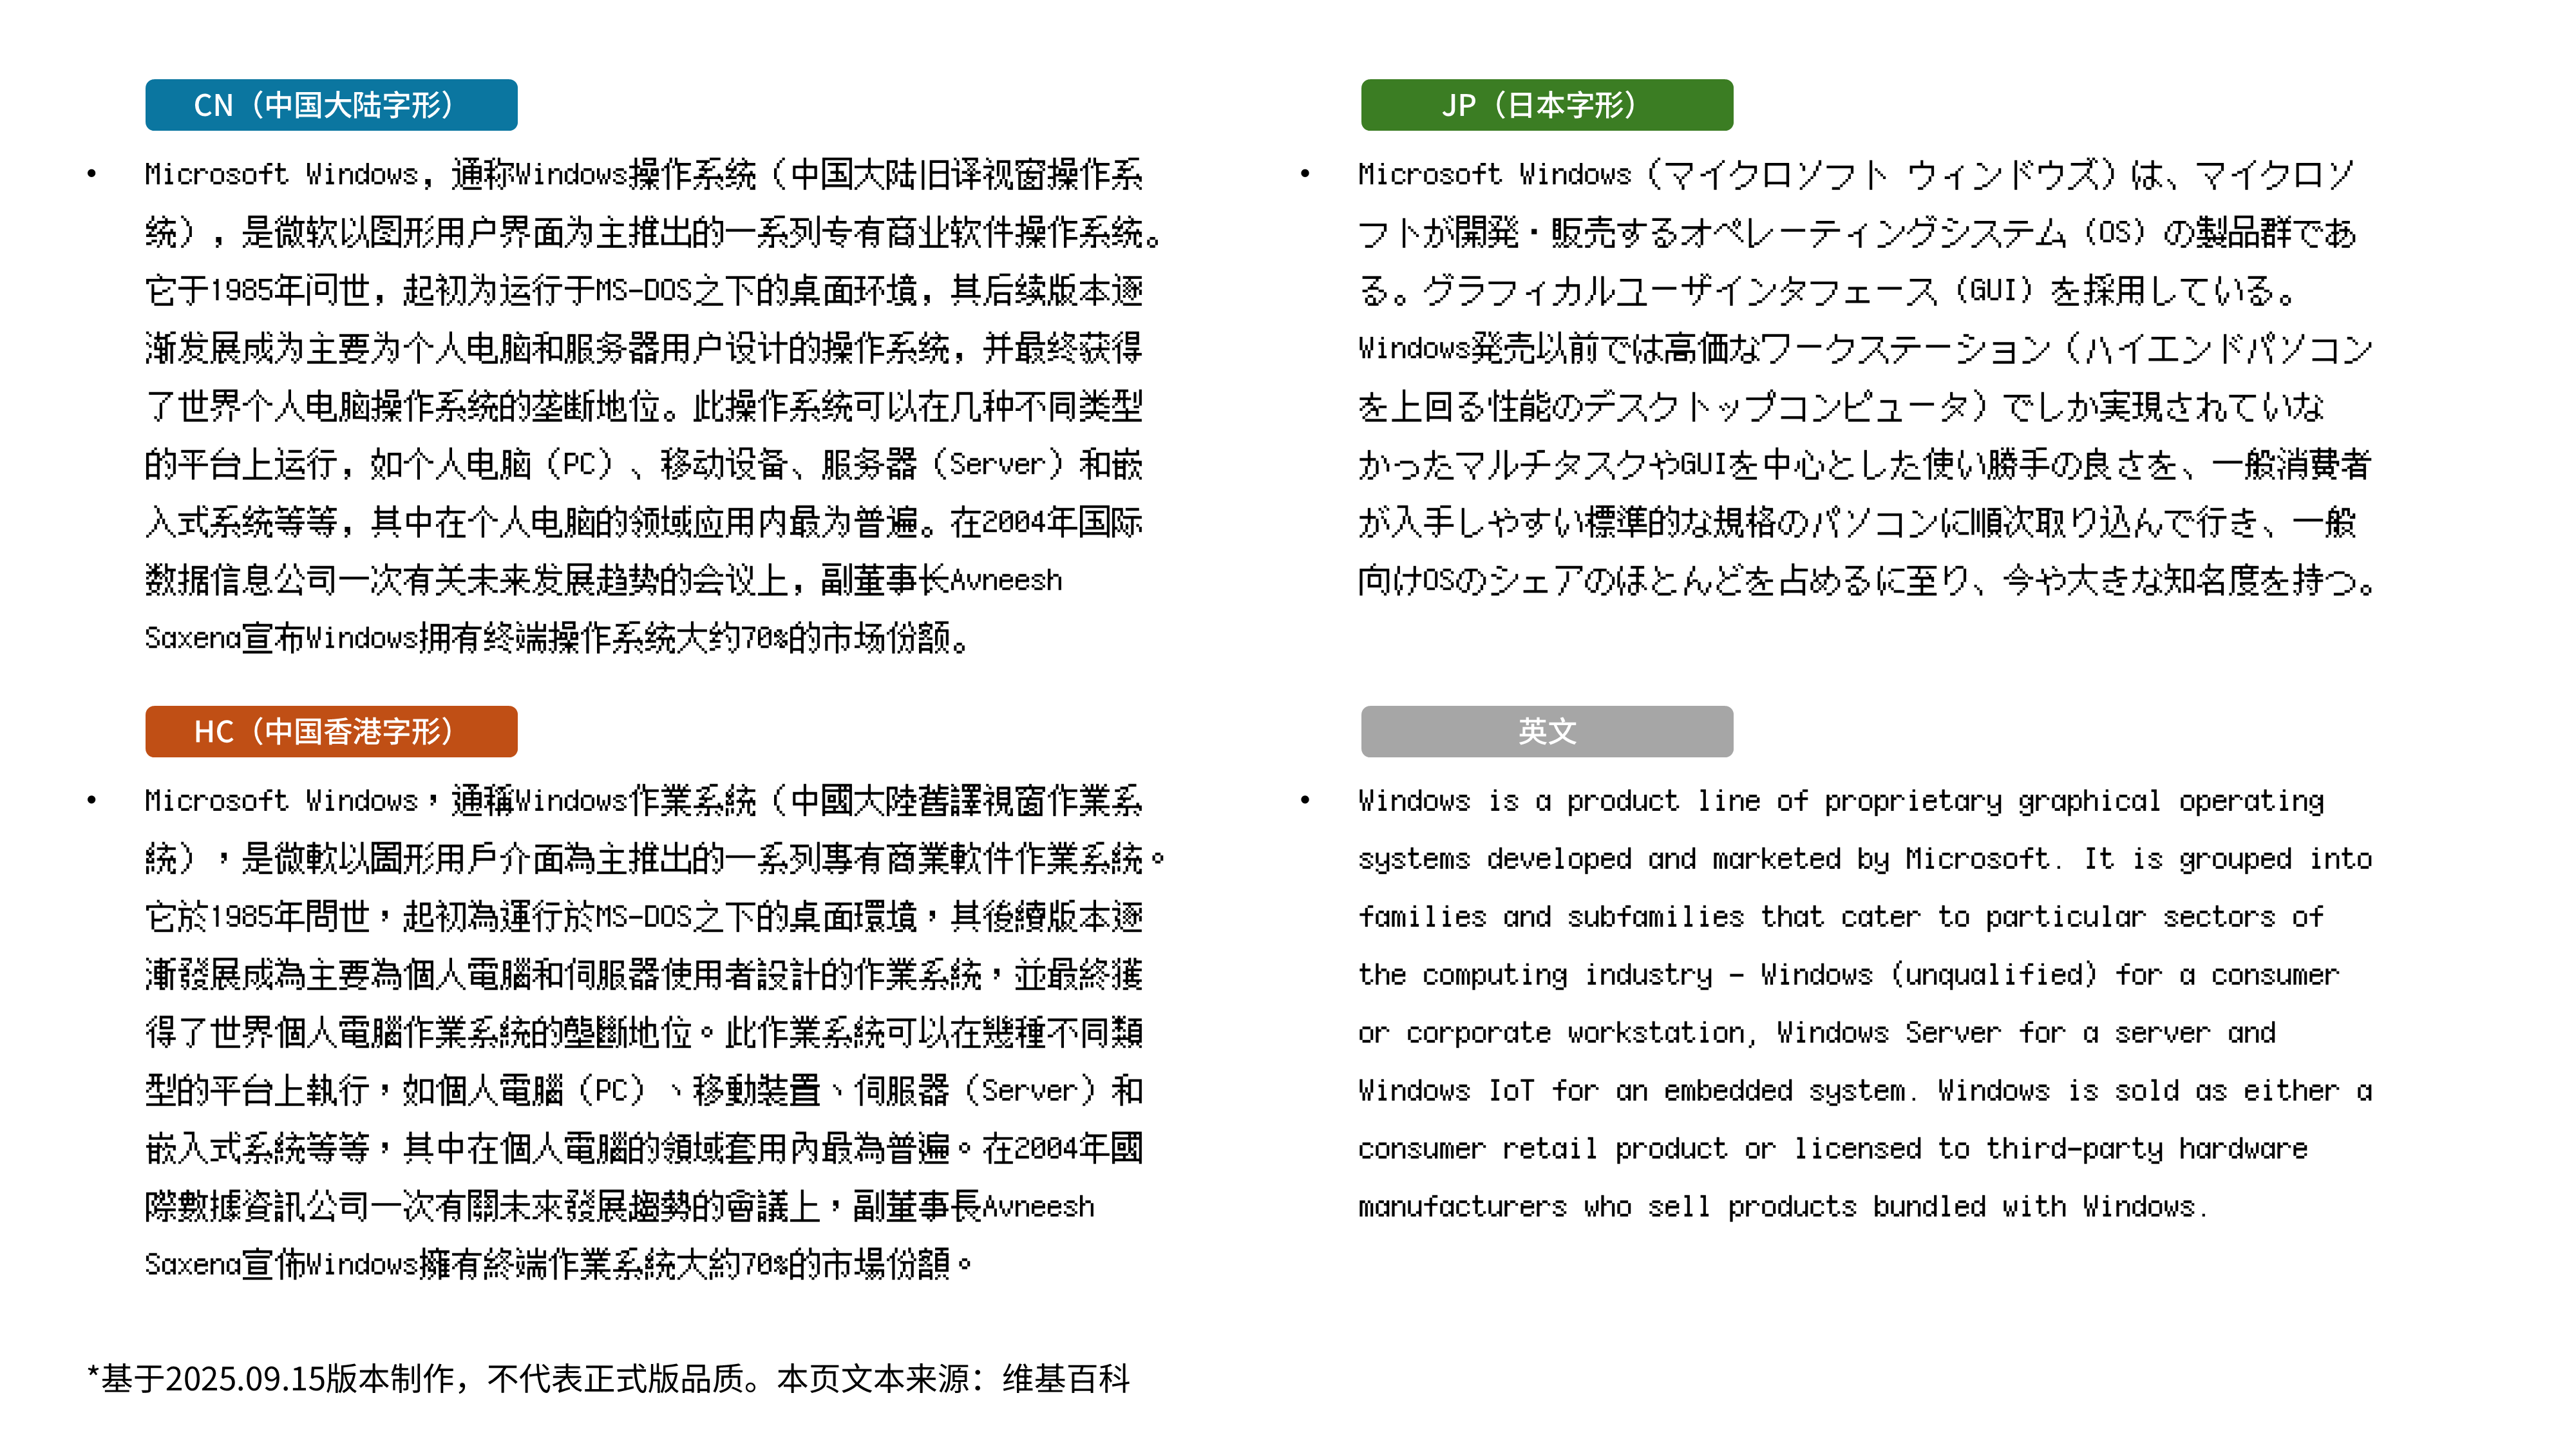 CN（中国大陆字形）
• Microsoft Windows，通称Windows操作系统（中国大陆旧译视窗操作系
统），是微软以图形用户界面为主推出的一系列专有商业软件操作系统。
它于1985年问世，起初为运行于MS-DOS之下的桌面环境，其后续版本逐
渐发展成为主要为个人电脑和服务器用户设计的操作系统，并最终获得
了世界个人电脑操作系统的垄断地位。此操作系统可以在几种不同类型
的平台上运行，如个人电脑（PC）、移动设备、服务器（Server）和嵌
入式系统等等，其中在个人电脑的领域应用内最为普遍。在2004年国际
数据信息公司一次有关未来发展趋势的会议上，副董事长Avneesh
Saxena宣布Windows拥有终端操作系统大约70%的市场份额。
JP（日本字形）
• Microsoft Windows（マイクロソフト ウィンドウズ）は、マイクロソ
フトが開発・販売するオペレーティングシステム（OS）の製品群であ
る。グラフィカルユーザインタフェース（GUI）を採用している。
Windows発売以前では高価なワークステーション（ハイエンドパソコン
を上回る性能のデスクトップコンピュータ）でしか実現されていな
かったマルチタスクやGUIを中心とした使い勝手の良さを、一般消費者
が入手しやすい標準的な規格のパソコンに順次取り込んで行き、一般
向けOSのシェアのほとんどを占めるに至り、今や大きな知名度を持つ。
HC（中国香港字形）
• Microsoft Windows，通稱Windows作業系統（中國大陸舊譯視窗作業系
統），是微軟以圖形用戶介面為主推出的一系列專有商業軟件作業系統。
它於1985年問世，起初為運行於MS-DOS之下的桌面環境，其後續版本逐
漸發展成為主要為個人電腦和伺服器使用者設計的作業系統，並最終獲
得了世界個人電腦作業系統的壟斷地位。此作業系統可以在幾種不同類
型的平台上執行，如個人電腦（PC）、移動裝置、伺服器（Server）和
嵌入式系統等等，其中在個人電腦的領域套用內最為普遍。在2004年國
際數據資訊公司一次有關未來發展趨勢的會議上，副董事長Avneesh
Saxena宣佈Windows擁有終端作業系統大約70%的市場份額。
英文
• Windows is a product line of proprietary graphical operating
systems developed and marketed by Microsoft. It is grouped into
families and subfamilies that cater to particular sectors of
the computing industry – Windows (unqualified) for a consumer
or corporate workstation, Windows Server for a server and
Windows IoT for an embedded system. Windows is sold as either a
consumer retail product or licensed to third-party hardware
manufacturers who sell products bundled with Windows.
*基于2025.09.15版本制作，不代表正式版品质。本页文本来源：维基百科